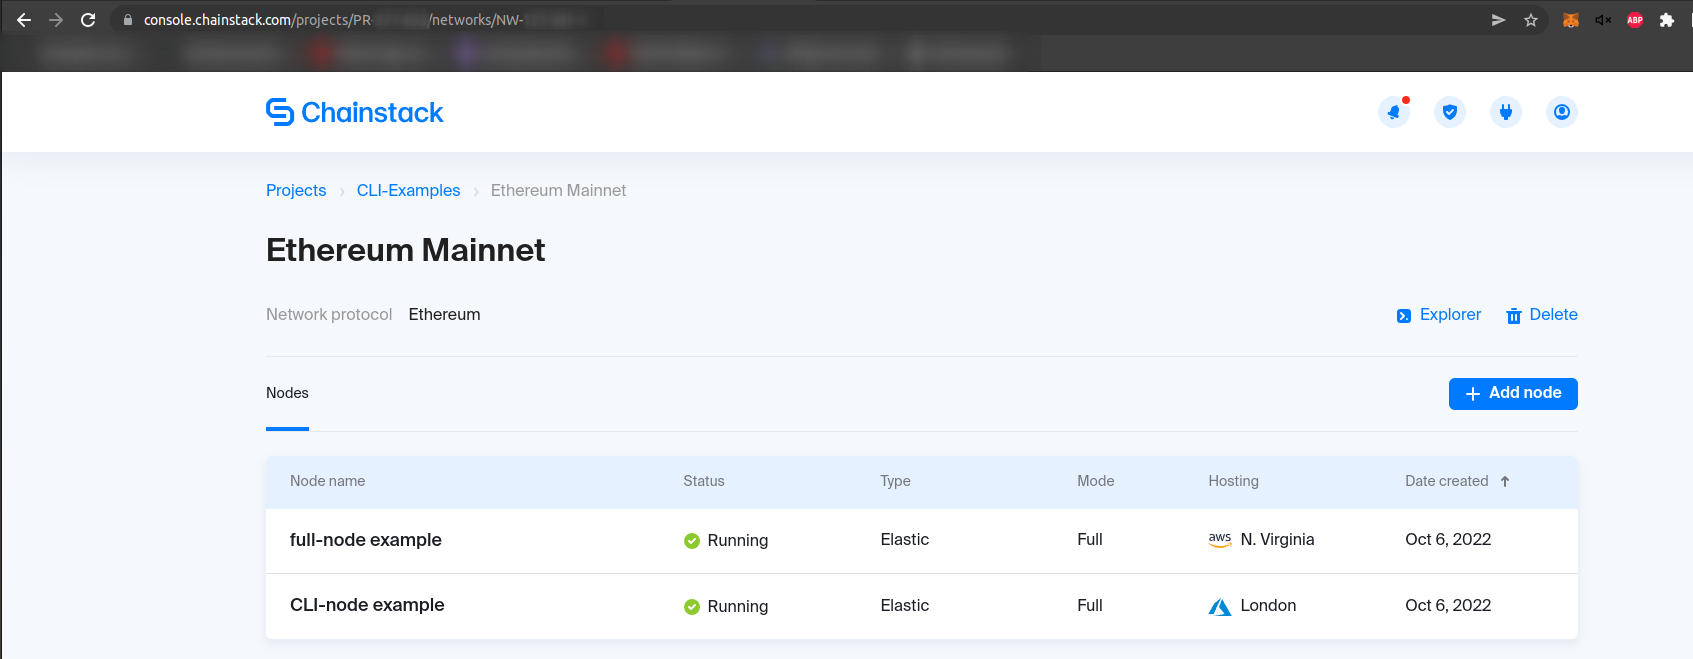 console.chainstack.com/projects/PR- /networks/NW-
ABP
Chainstack
Projects › CLI-Examples › Ethereum Mainnet
Ethereum Mainnet
Network protocol Ethereum
Explorer Delete
Nodes
+ Add node
Node name Status Type Mode Hosting Date created ↑
full-node example Running Elastic Full aws N. Virginia Oct 6, 2022
CLI-node example Running Elastic Full London Oct 6, 2022